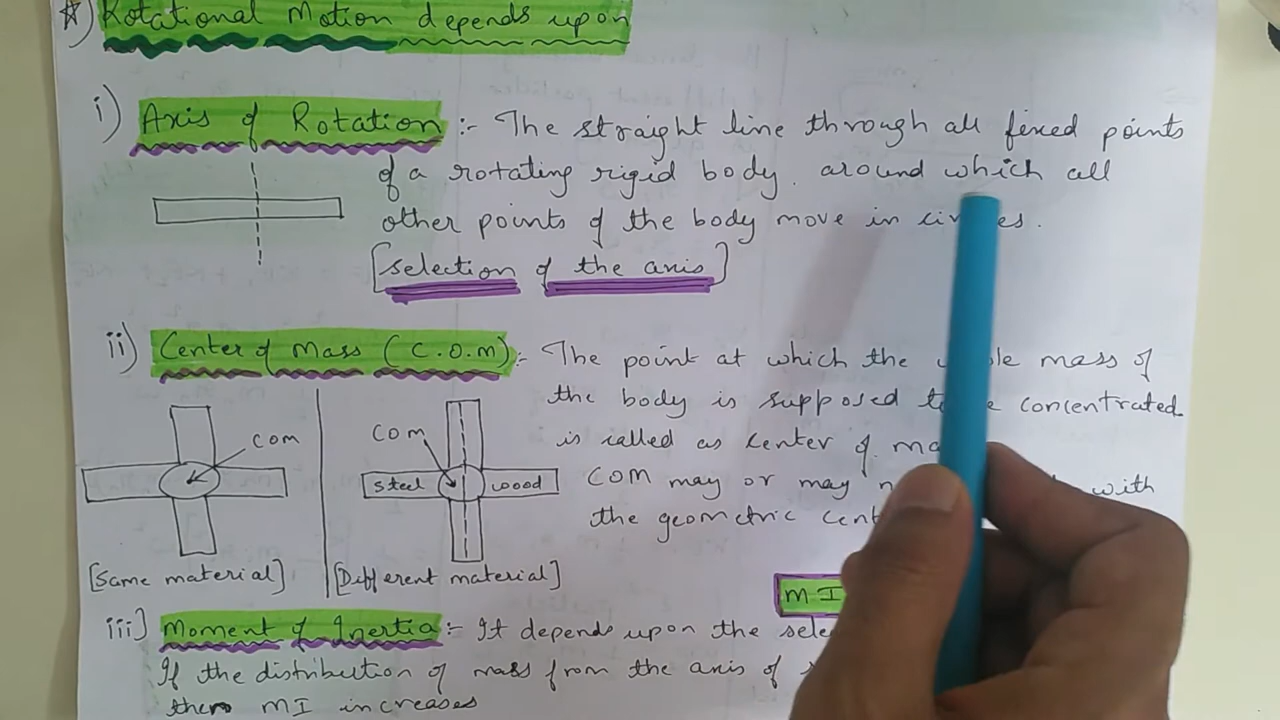 Rotational Motion depends upon
i) Axis of Rotation :- The straight line through all fixed points
of a rotating rigid body. around which all
other points of the body move in
[selection of the axis]
ii) Center of Mass (C.O.M) :- The point at which the mass of
the body is supposed concentrated
is called as center of
COM may or may with
the geometric
COM
COM
steel wood
[Same material] [Different material]
MI
iii] Moment of Inertia :- It depends upon the
If the distribution of mass from the axis of
then MI increases